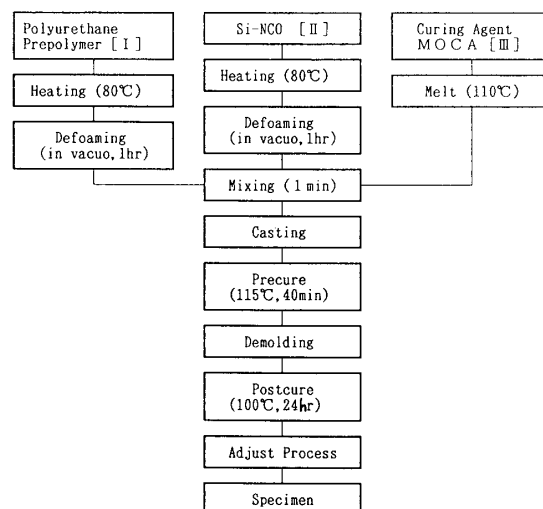 Polyurethane
Prepolymer [Ⅰ]
Si-NCO [Ⅱ]
Curing Agent
MOCA [Ⅲ]
Heating (80℃)
Heating (80℃)
Melt (110℃)
Defoaming
(in vacuo, 1hr)
Defoaming
(in vacuo, 1hr)
Mixing (1 min)
Casting
Precure
(115℃, 40min)
Demolding
Postcure
(100℃, 24hr)
Adjust Process
Specimen